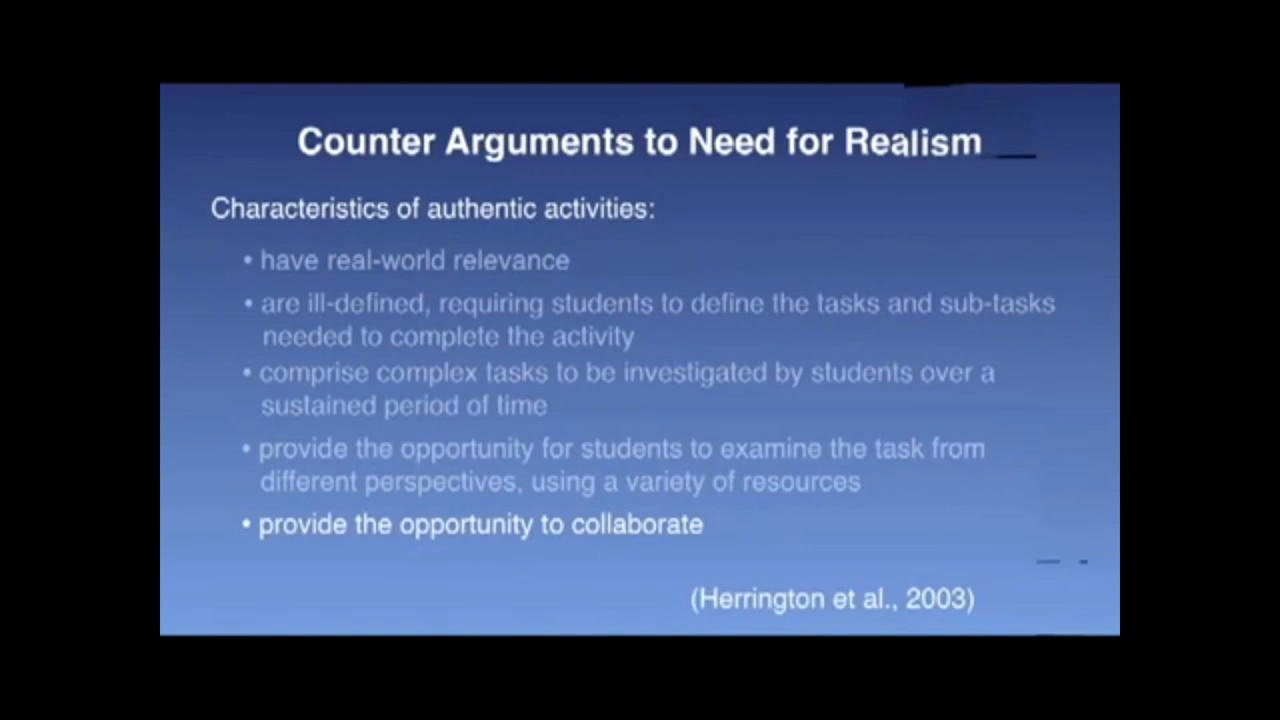 Counter Arguments to Need for Realism
Characteristics of authentic activities:
• have real-world relevance
• are ill-defined, requiring students to define the tasks and sub-tasks
needed to complete the activity
• comprise complex tasks to be investigated by students over a
sustained period of time
• provide the opportunity for students to examine the task from
different perspectives, using a variety of resources
• provide the opportunity to collaborate
(Herrington et al., 2003)